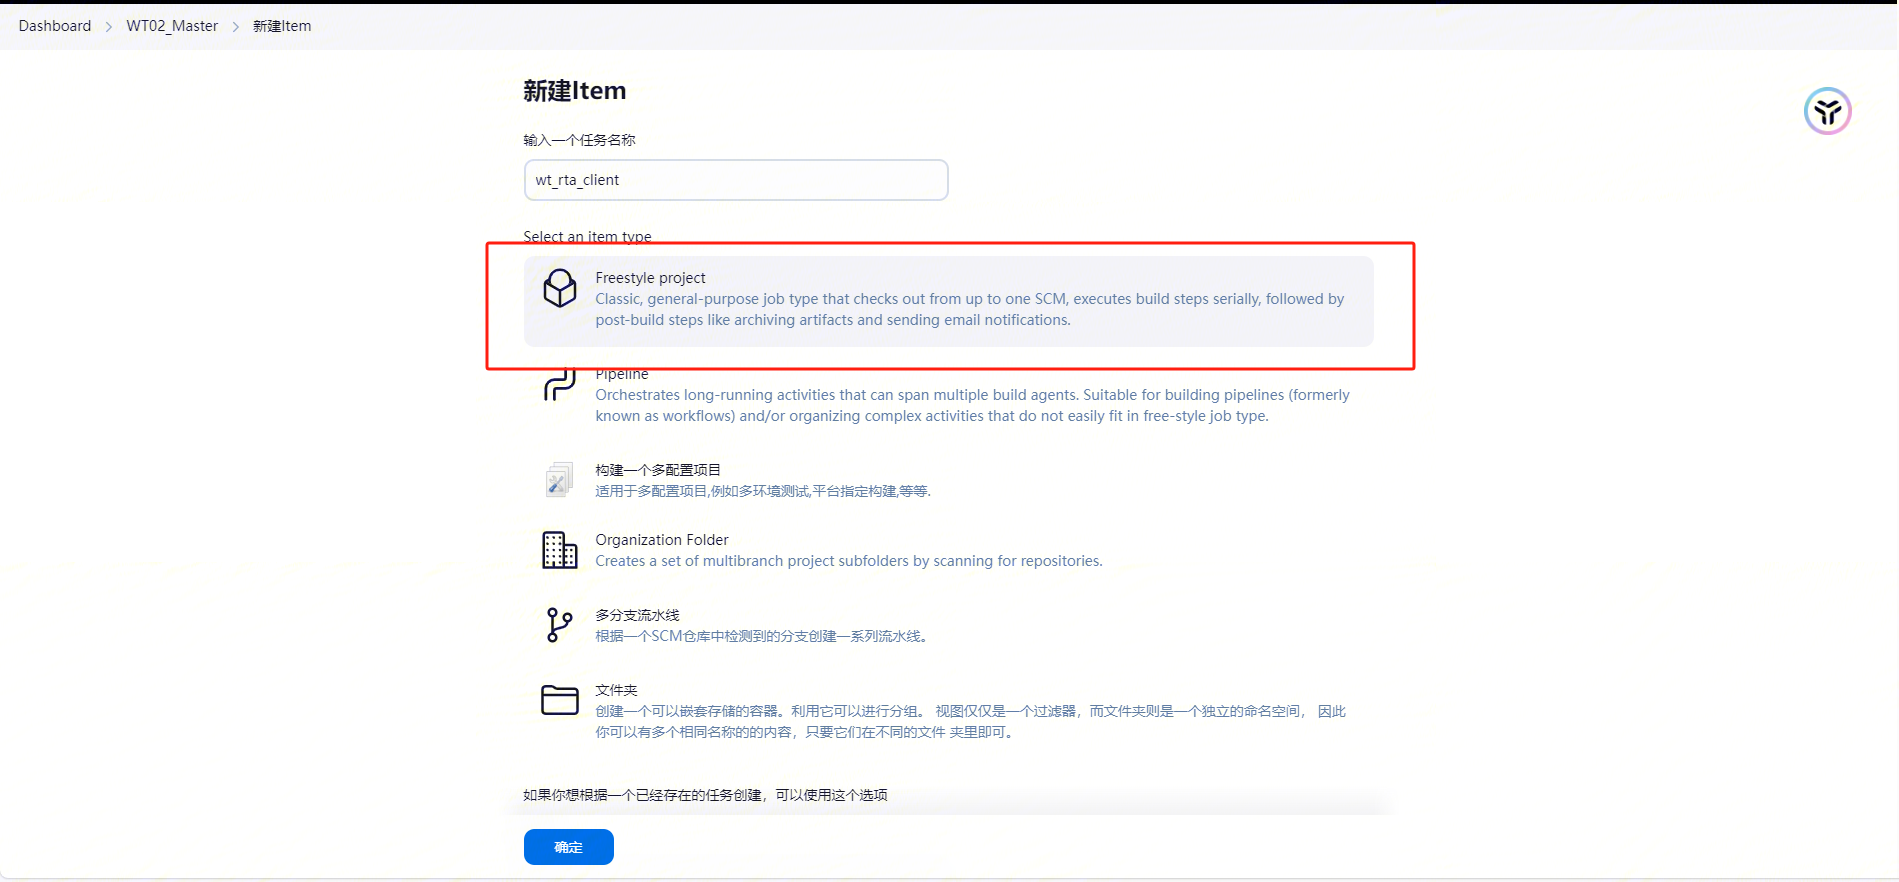 Dashboard > WT02_Master > 新建Item
新建Item
输入一个任务名称
wt_rta_client
Select an item type
Freestyle project
Classic, general-purpose job type that checks out from up to one SCM, executes build steps serially, followed by
post-build steps like archiving artifacts and sending email notifications.
Pipeline
Orchestrates long-running activities that can span multiple build agents. Suitable for building pipelines (formerly
known as workflows) and/or organizing complex activities that do not easily fit in free-style job type.
构建一个多配置项目
适用于多配置项目,例如多环境测试,平台指定构建,等等.
Organization Folder
Creates a set of multibranch project subfolders by scanning for repositories.
多分支流水线
根据一个SCM仓库中检测到的分支创建一系列流水线。
文件夹
创建一个可以嵌套存储的容器。利用它可以进行分组。 视图仅仅是一个过滤器，而文件夹则是一个独立的命名空间， 因此
你可以有多个相同名称的的内容，只要它们在不同的文件 夹里即可。
如果你想根据一个已经存在的任务创建，可以使用这个选项
确定